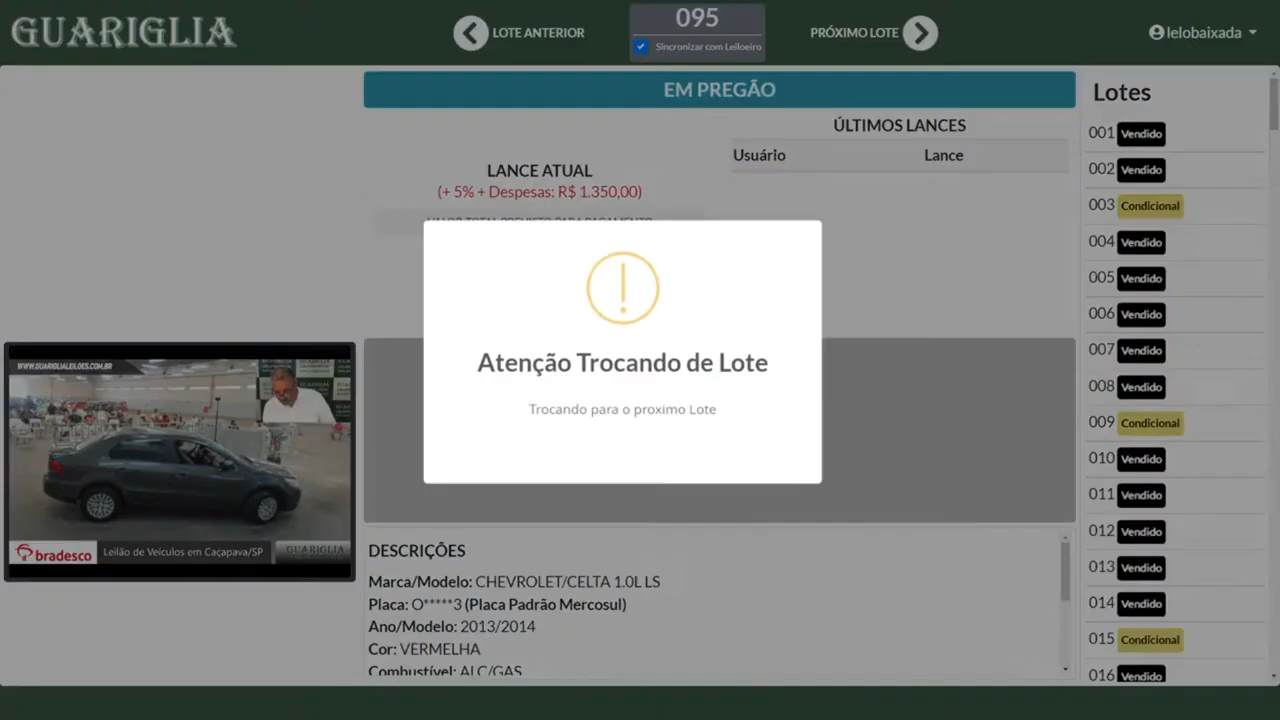 GUARIGLIA
LOTE ANTERIOR
095
Sincronizar com Leiloeiro
PRÓXIMO LOTE
lelobaixada
EM PREGÃO
LANCE ATUAL
(+ 5% + Despesas: R$ 1.350,00)
VALOR TOTAL PREVISTO PARA PAGAMENTO
ÚLTIMOS LANCES
Usuário Lance
Atenção Trocando de Lote
Trocando para o proximo Lote
WWW.GUARIGLIALEILOES.COM.BR
bradesco
Leilão de Veículos em Caçapava/SP
GUARIGLIA
DESCRIÇÕES
Marca/Modelo: CHEVROLET/CELTA 1.0L LS
Placa: O*****3 (Placa Padrão Mercosul)
Ano/Modelo: 2013/2014
Cor: VERMELHA
Combustível: ALC/GAS
Lotes
001 Vendido
002 Vendido
003 Condicional
004 Vendido
005 Vendido
006 Vendido
007 Vendido
008 Vendido
009 Condicional
010 Vendido
011 Vendido
012 Vendido
013 Vendido
014 Vendido
015 Condicional
016 Vendido